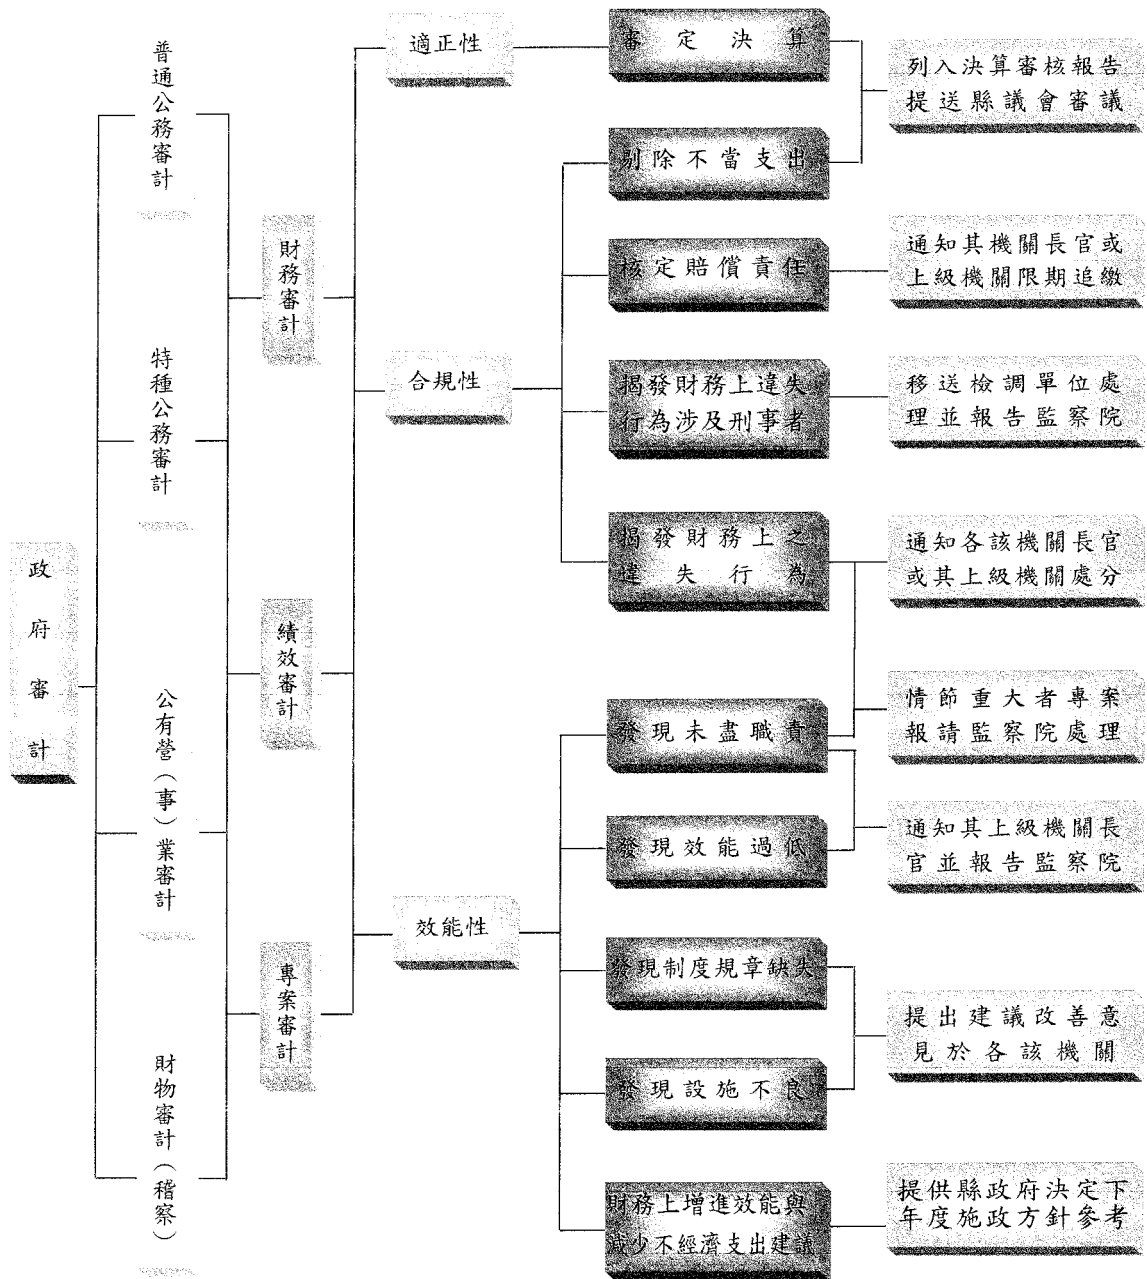 政府審計
普通公務審計
特種公務審計
公有營（事）業審計
財物審計（稽察）
財務審計
績效審計
專案審計
適正性
合規性
效能性
審定決算
剔除不當支出
核定賠償責任
揭發財務上違失
行為涉及刑事者
揭發財務上之
違失行為
發現未盡職責
發現效能過低
發現制度規章缺失
發現設施不良
財務上增進效能與
減少不經濟支出建議
列入決算審核報告
提送縣議會審議
通知其機關長官或
上級機關限期追繳
移送檢調單位處
理並報告監察院
通知各該機關長官
或其上級機關處分
情節重大者專案
報請監察院處理
通知其上級機關長
官並報告監察院
提出建議改善意
見於各該機關
提供縣政府決定下
年度施政方針參考